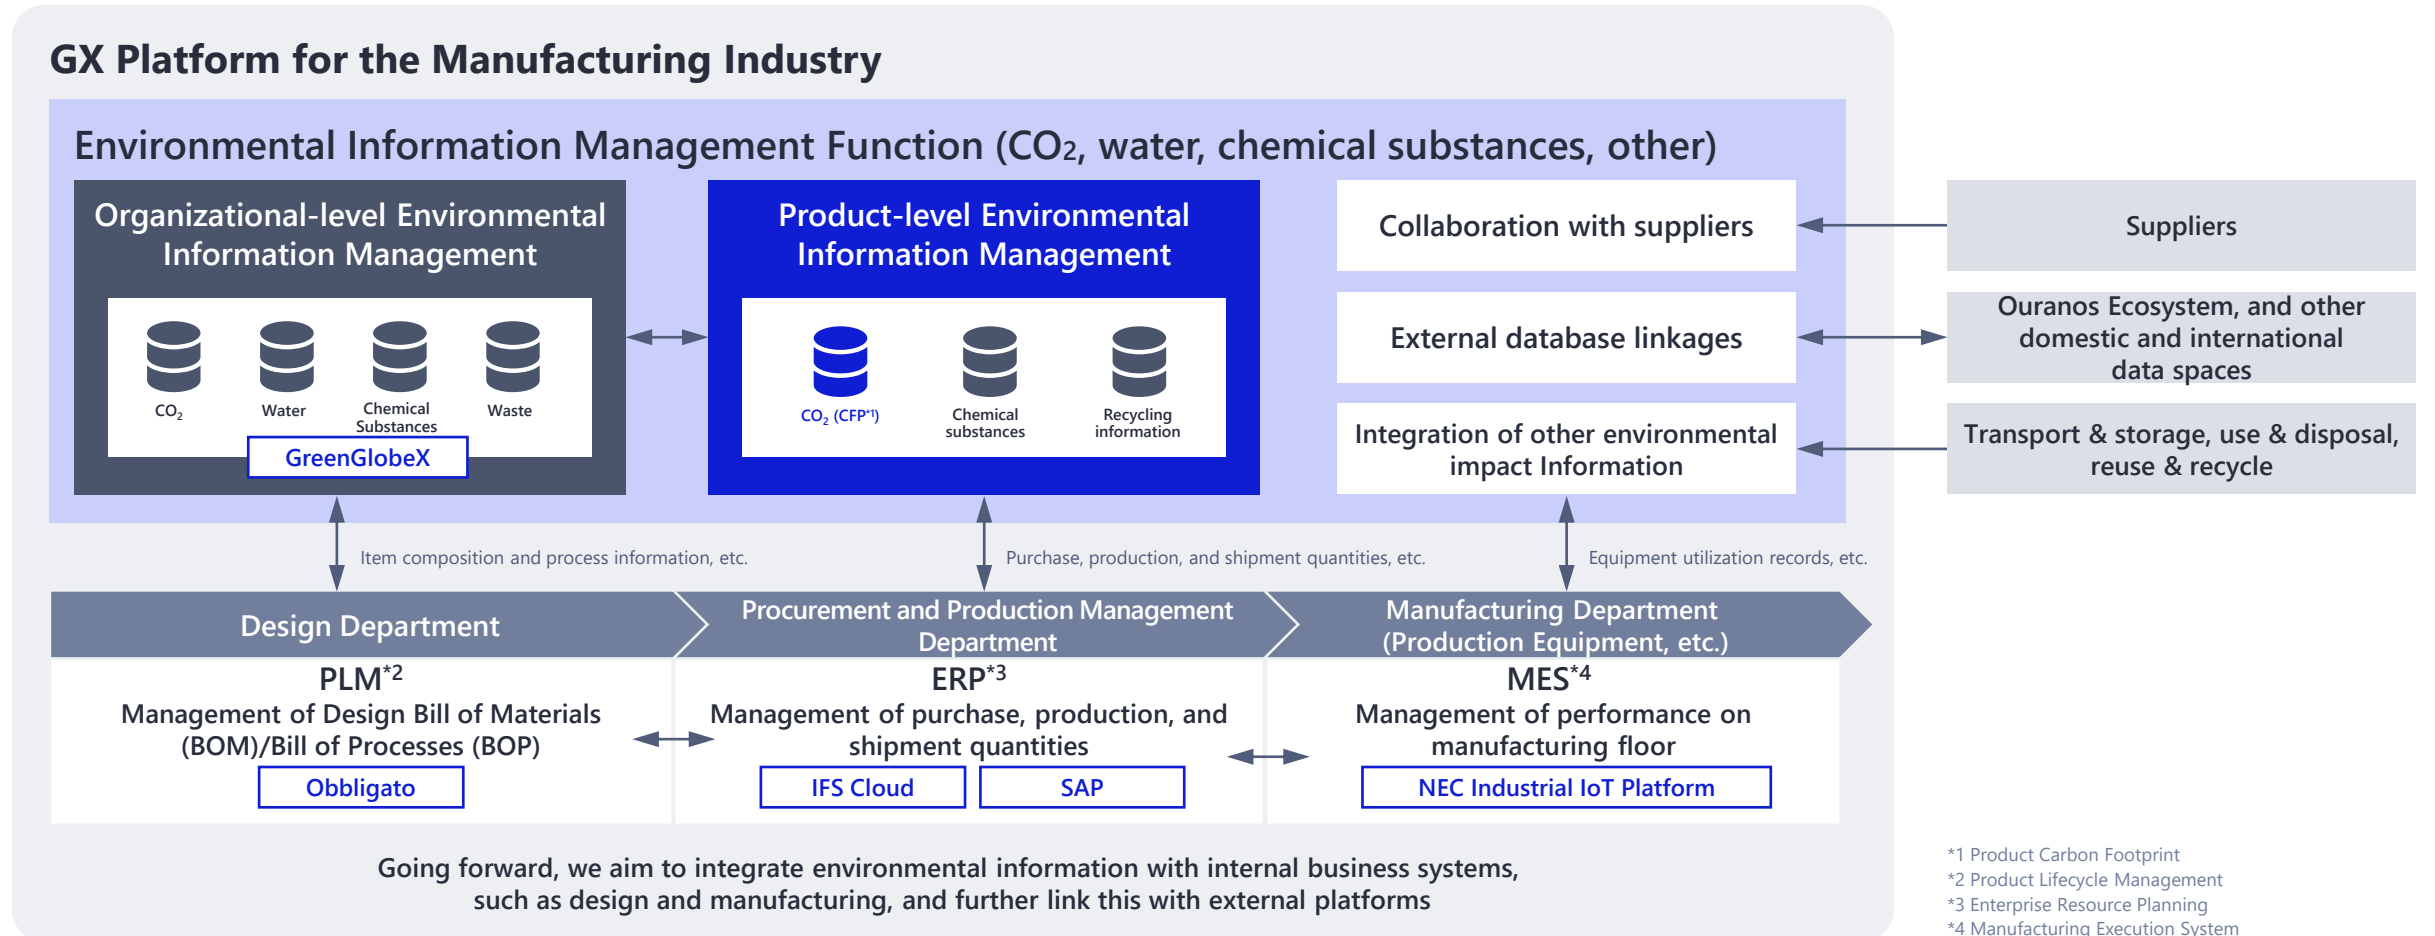 GX Platform for the Manufacturing Industry
Environmental Information Management Function (CO₂, water, chemical substances, other)
Organizational-level Environmental
Information Management
CO₂
Water
Chemical
Substances
Waste
GreenGlobeX
Product-level Environmental
Information Management
CO₂ (CFP*1)
Chemical
substances
Recycling
information
Collaboration with suppliers
External database linkages
Integration of other environmental
impact Information
Suppliers
Ouranos Ecosystem, and other
domestic and international
data spaces
Transport & storage, use & disposal,
reuse & recycle
Item composition and process information, etc.
Purchase, production, and shipment quantities, etc.
Equipment utilization records, etc.
Design Department
Procurement and Production Management
Department
Manufacturing Department
(Production Equipment, etc.)
PLM*2
Management of Design Bill of Materials
(BOM)/Bill of Processes (BOP)
Obbligato
ERP*3
Management of purchase, production, and
shipment quantities
IFS Cloud
SAP
MES*4
Management of performance on
manufacturing floor
NEC Industrial IoT Platform
Going forward, we aim to integrate environmental information with internal business systems,
such as design and manufacturing, and further link this with external platforms
*1 Product Carbon Footprint
*2 Product Lifecycle Management
*3 Enterprise Resource Planning
*4 Manufacturing Execution System